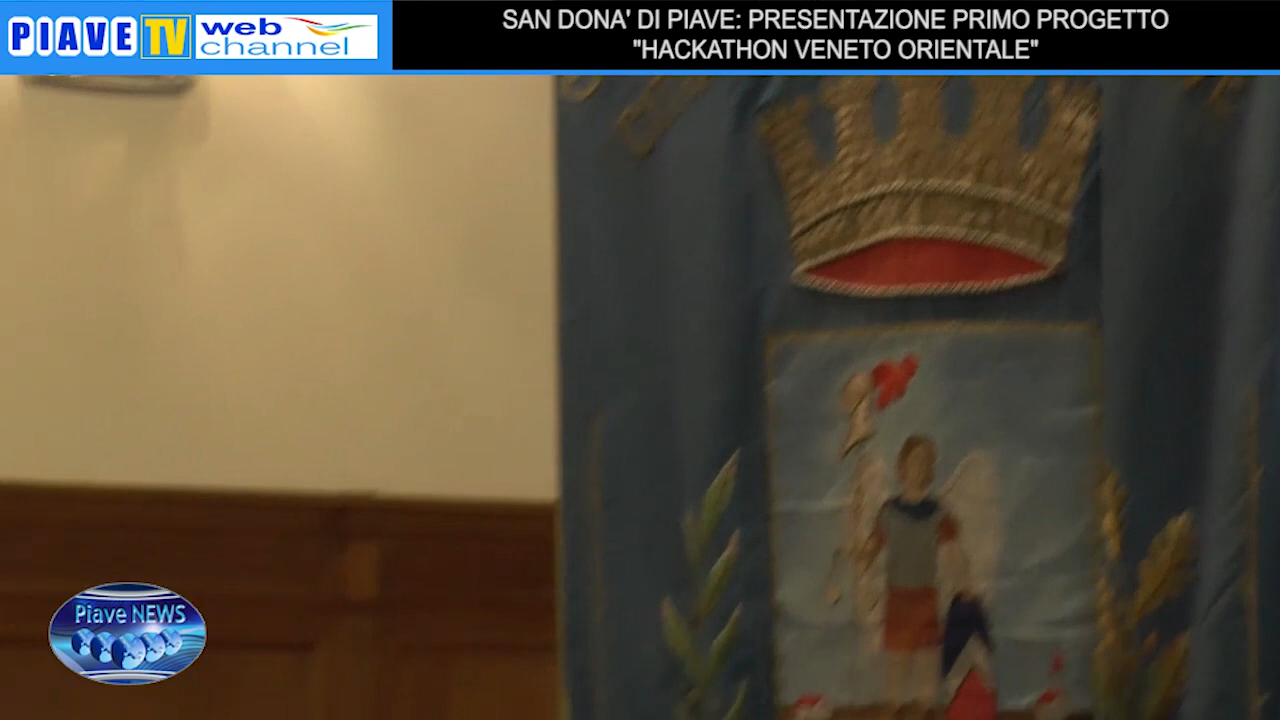 PIAVE TV web channel
SAN DONA' DI PIAVE: PRESENTAZIONE PRIMO PROGETTO
"HACKATHON VENETO ORIENTALE"
Piave NEWS